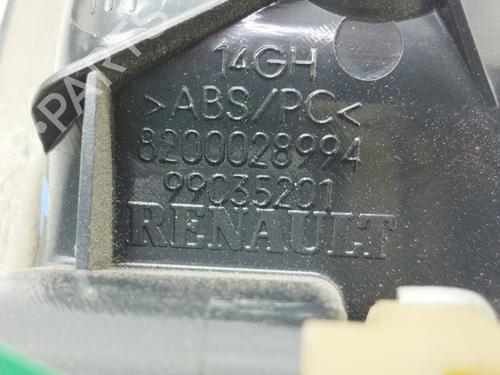 14GH
>ABS/PC<
8200028994
99035201
RENAULT